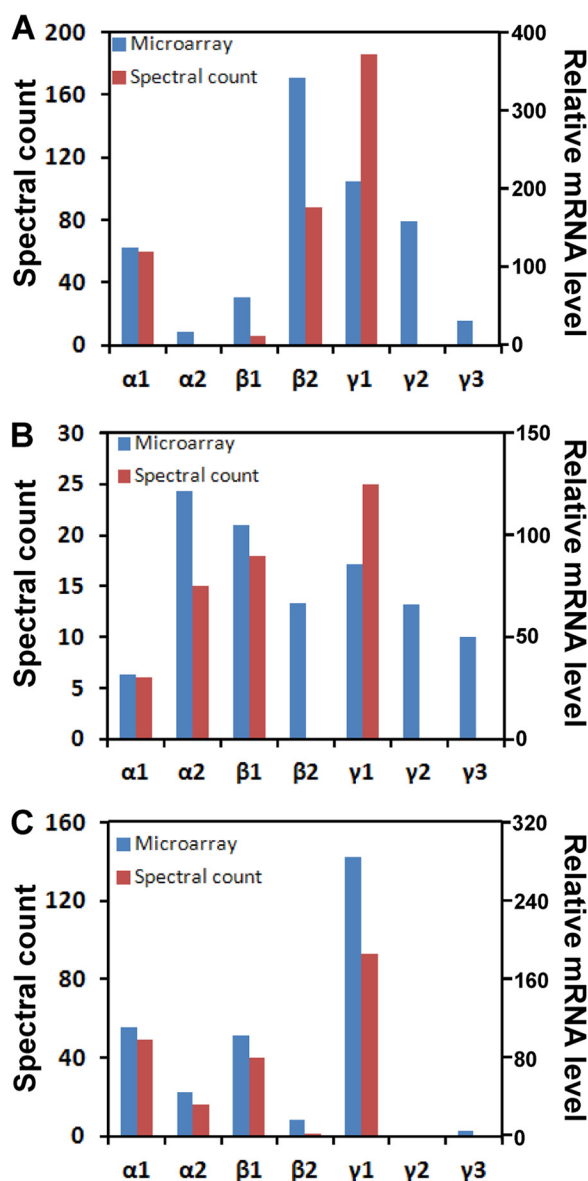 A
Spectral count
200
160
120
80
40
0
Microarray
Spectral count
400
300
200
100
0
Relative mRNA level
α1 α2 β1 β2 γ1 γ2 γ3
B
Spectral count
30
25
20
15
10
5
0
Microarray
Spectral count
150
100
50
0
Relative mRNA level
α1 α2 β1 β2 γ1 γ2 γ3
C
Spectral count
160
120
80
40
0
Microarray
Spectral count
320
240
160
80
0
Relative mRNA level
α1 α2 β1 β2 γ1 γ2 γ3